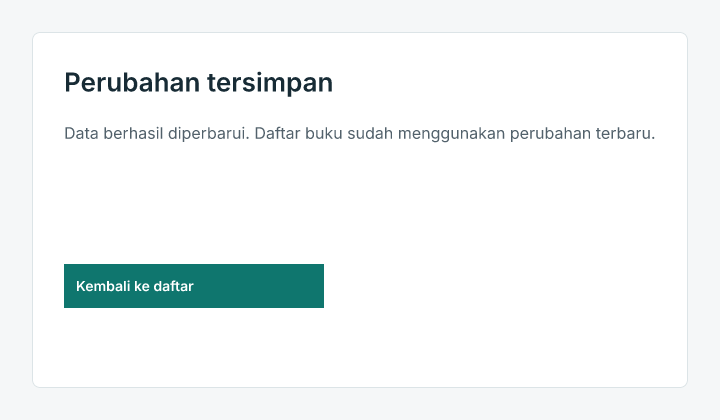 Perubahan tersimpan
Data berhasil diperbarui. Daftar buku sudah menggunakan perubahan terbaru.
Kembali ke daftar